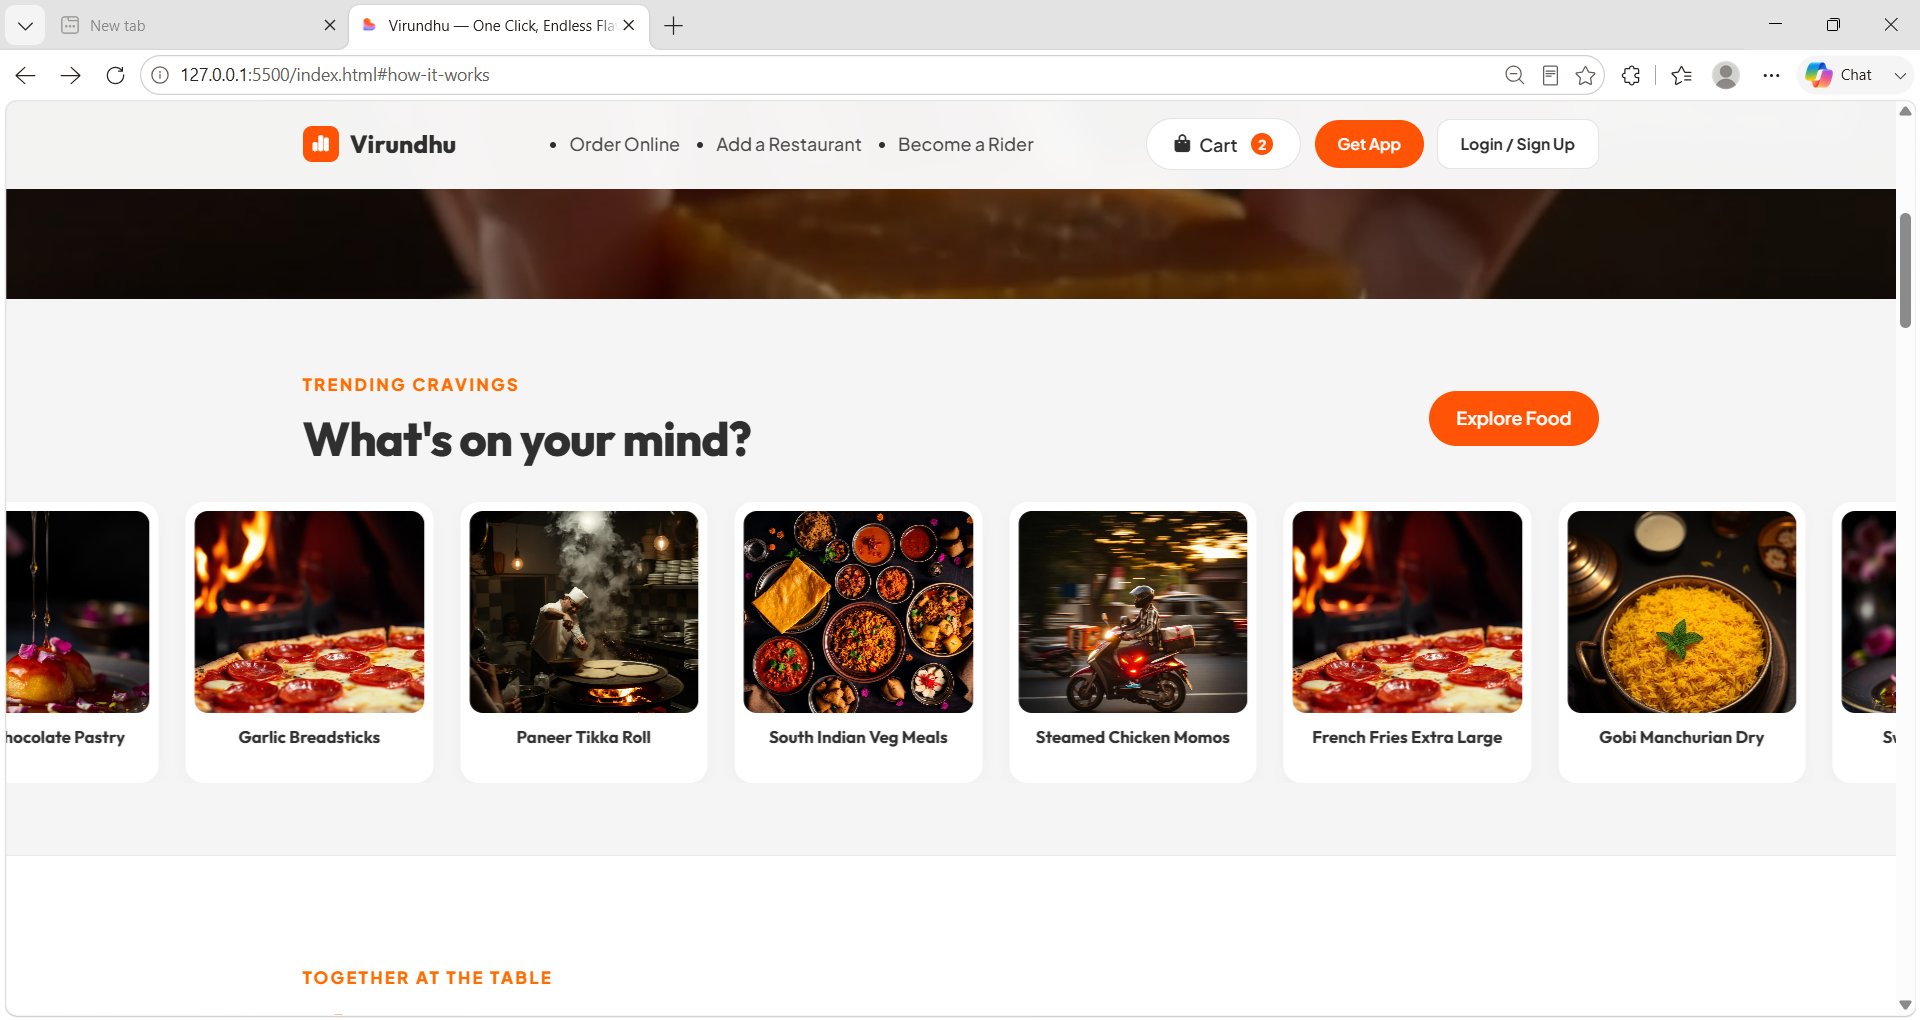 New tab
Virundhu — One Click, Endless Fla
127.0.0.1:5500/index.html#how-it-works
Chat
Virundhu
• Order Online • Add a Restaurant • Become a Rider
Cart 2
Get App
Login / Sign Up
TRENDING CRAVINGS
What's on your mind?
Explore Food
hocolate Pastry
Garlic Breadsticks
Paneer Tikka Roll
South Indian Veg Meals
Steamed Chicken Momos
French Fries Extra Large
Gobi Manchurian Dry
TOGETHER AT THE TABLE